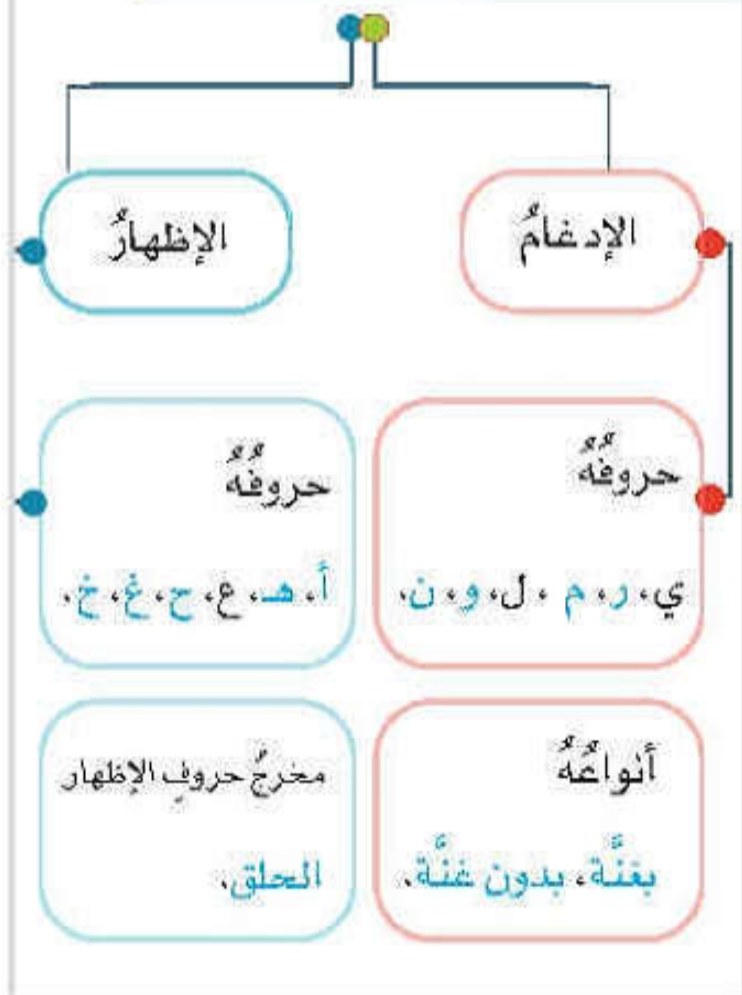 الإدغامُ
الإظهارُ
حروفُهُ
ي، ر، م، ل، و، ن،
حروفُهُ
أ، هـ، ع، ح، غ، خ،
أنواعُهُ
بغنَّة، بدون غنَّة،
مخرجُ حروفِ الإظهار
الحلق،